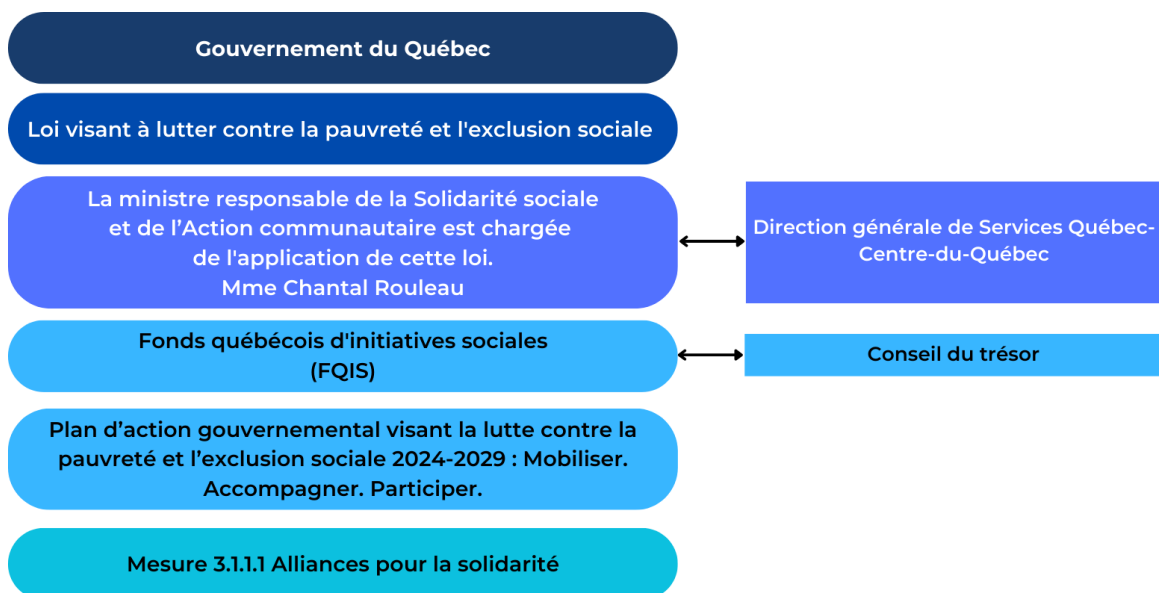 Gouvernement du Québec
Loi visant à lutter contre la pauvreté et l'exclusion sociale
La ministre responsable de la Solidarité sociale
et de l’Action communautaire est chargée
de l'application de cette loi.
Mme Chantal Rouleau
Direction générale de Services Québec-
Centre-du-Québec
Fonds québécois d'initiatives sociales
(FQIS)
Conseil du trésor
Plan d’action gouvernemental visant la lutte contre la
pauvreté et l’exclusion sociale 2024-2029 : Mobiliser.
Accompagner. Participer.
Mesure 3.1.1.1 Alliances pour la solidarité